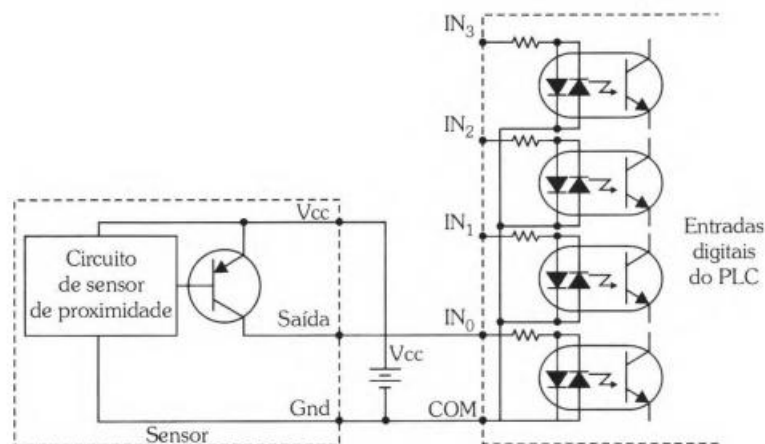 IN3
IN2
Vcc
Circuito
de sensor
de proximidade
IN1
Entradas
digitais
do PLC
Saída
IN0
Vcc
Gnd
COM
Sensor